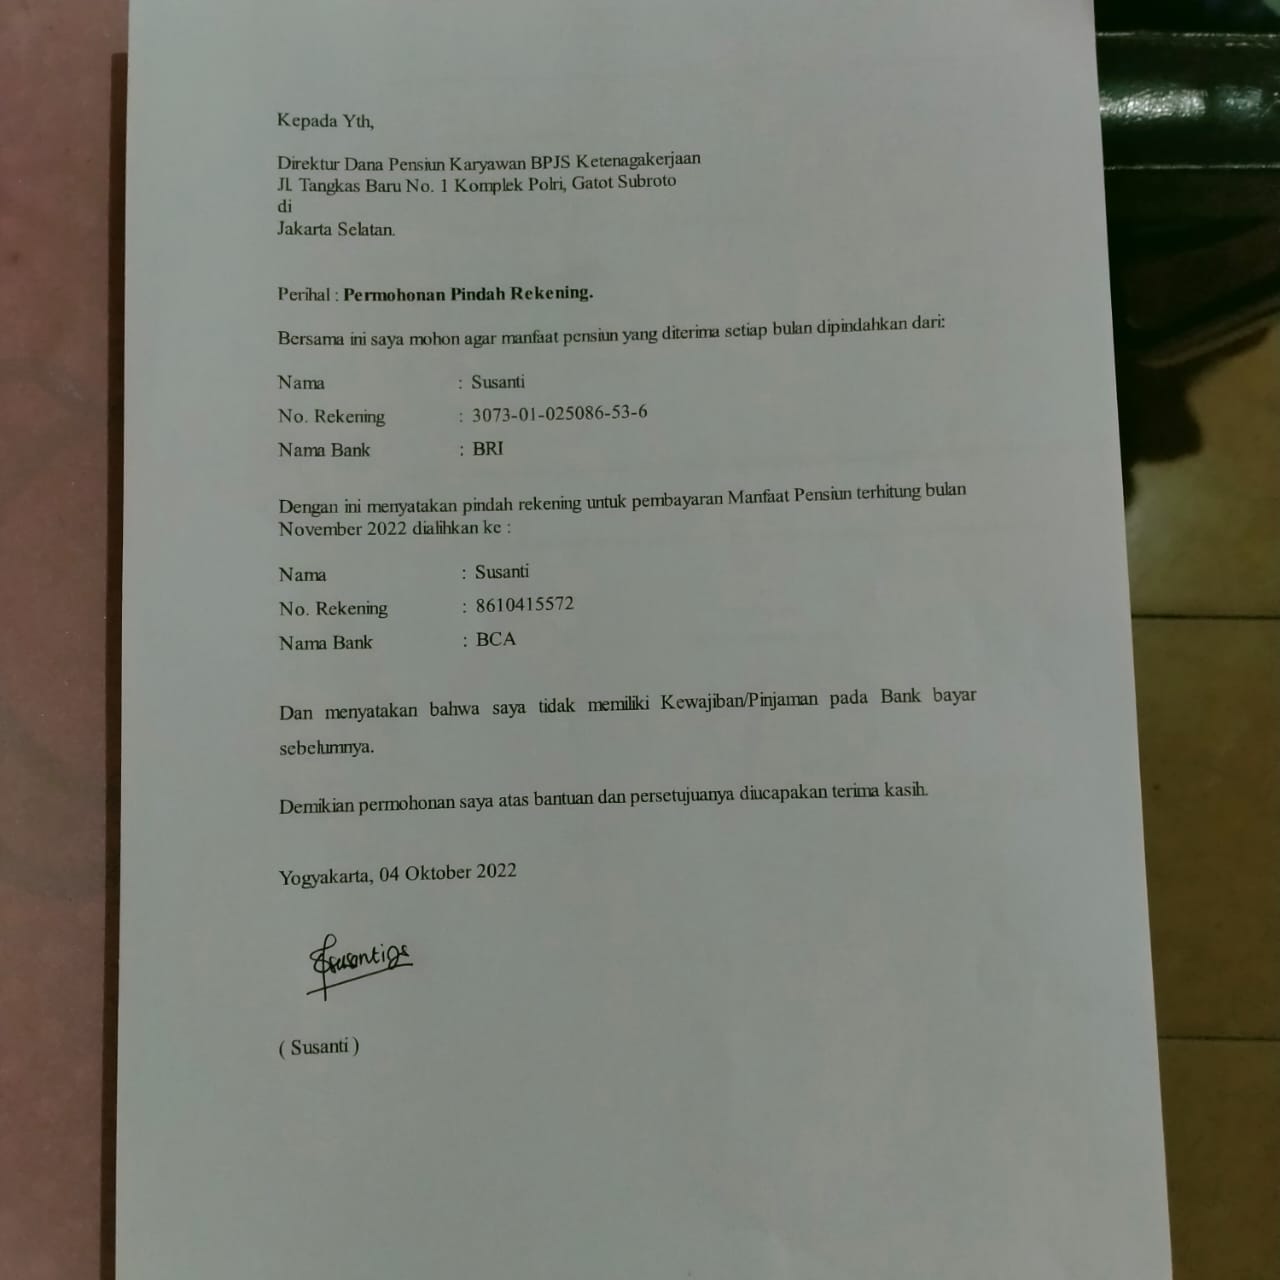 Kepada Yth,
Direktur Dana Pensiun Karyawan BPJS Ketenagakerjaan
Jl. Tangkas Baru No. 1 Komplek Polri, Gatot Subroto
di
Jakarta Selatan.
Perihal : Permohonan Pindah Rekening.
Bersama ini saya mohon agar manfaat pensiun yang diterima setiap bulan dipindahkan dari:
Nama : Susanti
No. Rekening : 3073-01-025086-53-6
Nama Bank : BRI
Dengan ini menyatakan pindah rekening untuk pembayaran Manfaat Pensiun terhitung bulan
November 2022 dialihkan ke :
Nama : Susanti
No. Rekening : 8610415572
Nama Bank : BCA
Dan menyatakan bahwa saya tidak memiliki Kewajiban/Pinjaman pada Bank bayar
sebelumnya.
Demikian permohonan saya atas bantuan dan persetujuanya diucapakan terima kasih.
Yogyakarta, 04 Oktober 2022
( Susanti )